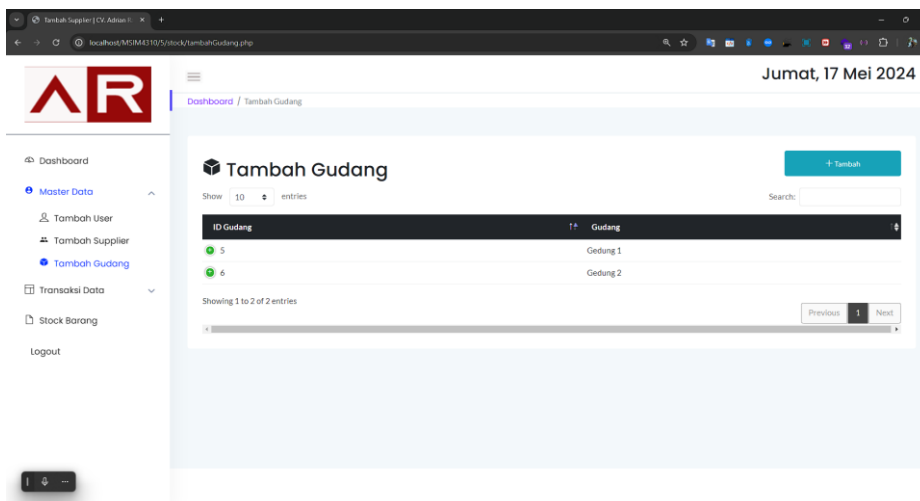 Tambah Supplier | CV. Adrian
localhost/MSIM4310/5/stock/tambahGudang.php
AR
Jumat, 17 Mei 2024
Dashboard / Tambah Gudang
Dashboard
Master Data
Tambah User
Tambah Supplier
Tambah Gudang
Transaksi Data
Stock Barang
Logout
Tambah Gudang
+ Tambah
Show 10 entries
Search:
ID Gudang Gudang
5 Gedung 1
6 Gedung 2
Showing 1 to 2 of 2 entries
Previous 1 Next